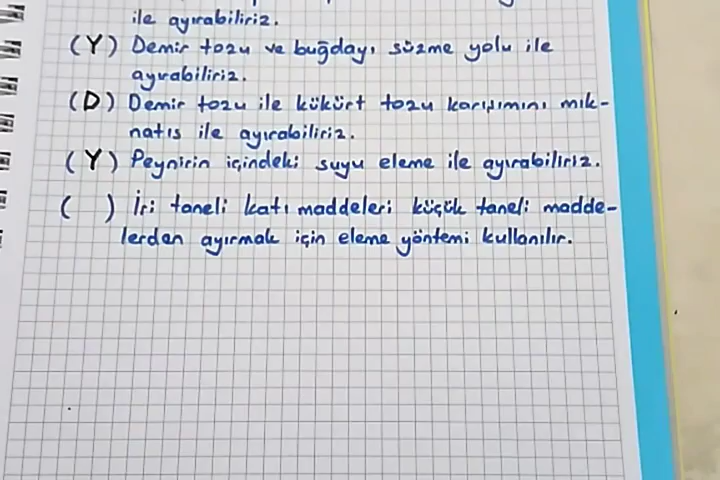 ile ayırabiliriz.
(Y) Demir tozu ve buğdayı süzme yolu ile
ayırabiliriz.
(D) Demir tozu ile kükürt tozu karışımını mık-
natıs ile ayırabiliriz.
(Y) Peynirin içindeki suyu eleme ile ayırabiliriz.
( ) İri taneli katı maddeleri küçük taneli madde-
lerden ayırmak için eleme yöntemi kullanılır.